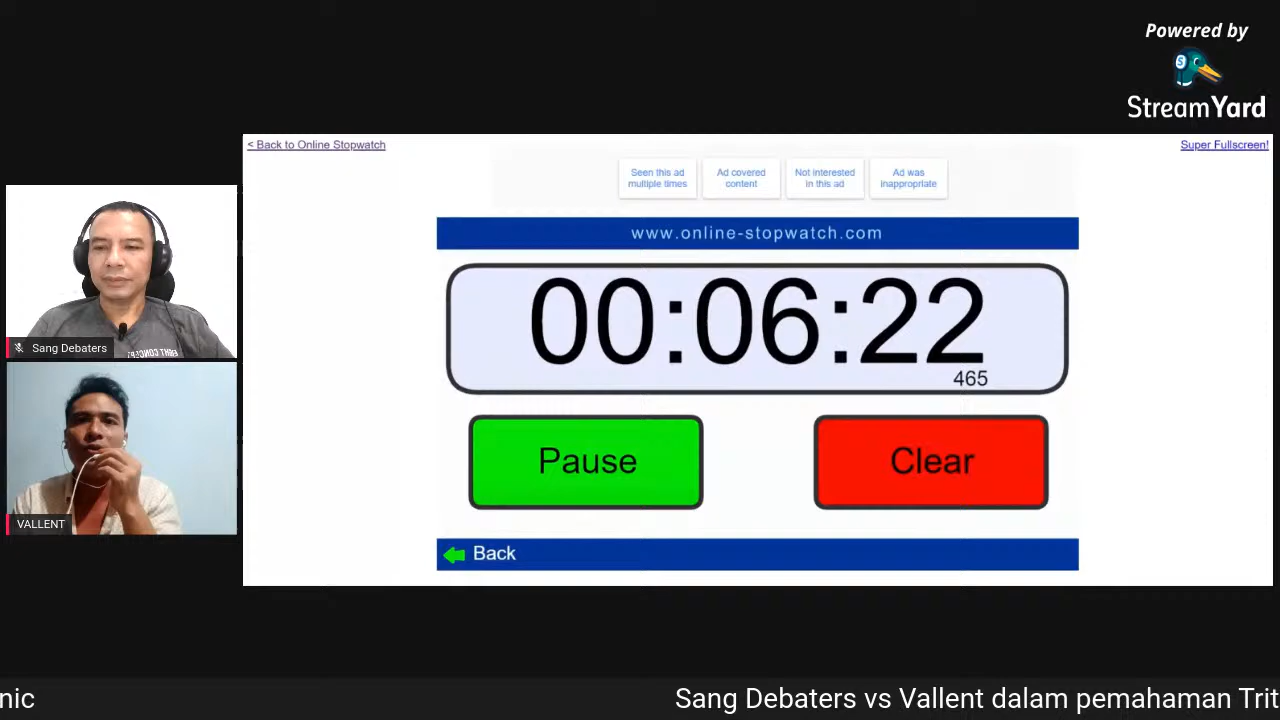 Powered by
StreamYard
< Back to Online Stopwatch
Super Fullscreen!
Seen this ad
multiple times
Ad covered
content
Not interested
in this ad
Ad was
inappropriate
www.online-stopwatch.com
00:06:22
465
Pause
Clear
Back
Sang Debaters
VALLENT
nic
Sang Debaters vs Vallent dalam pemahaman Trit